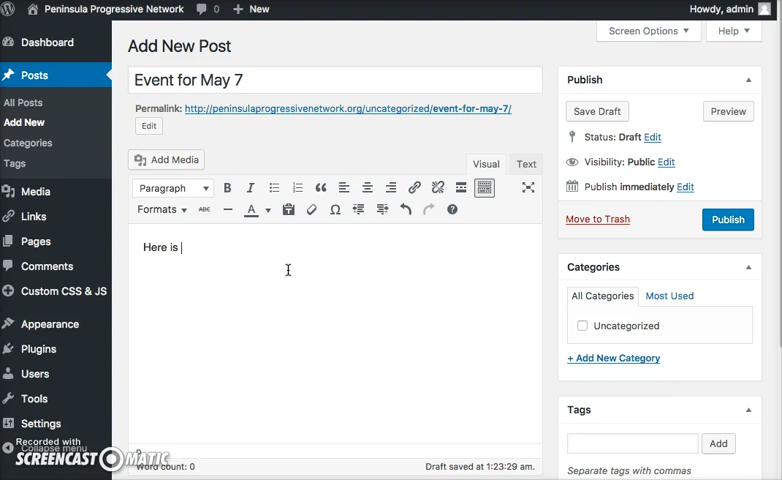 Peninsula Progressive Network 0 New Howdy, admin
Screen Options Help
Dashboard
Posts
All Posts
Add New
Categories
Tags
Media
Links
Pages
Comments
Custom CSS & JS
Appearance
Plugins
Users
Tools
Settings
Collapse menu
Recorded with
SCREENCAST-O-MATIC
Add New Post
Event for May 7
Permalink: http://peninsulaprogressivenetwork.org/uncategorized/event-for-may-7/
Edit
Add Media
Visual Text
Paragraph B I
Formats ABC A
Here is
Word count: 0 Draft saved at 1:23:29 am.
Publish
Save Draft Preview
Status: Draft Edit
Visibility: Public Edit
Publish immediately Edit
Move to Trash Publish
Categories
All Categories Most Used
Uncategorized
+ Add New Category
Tags
Add
Separate tags with commas